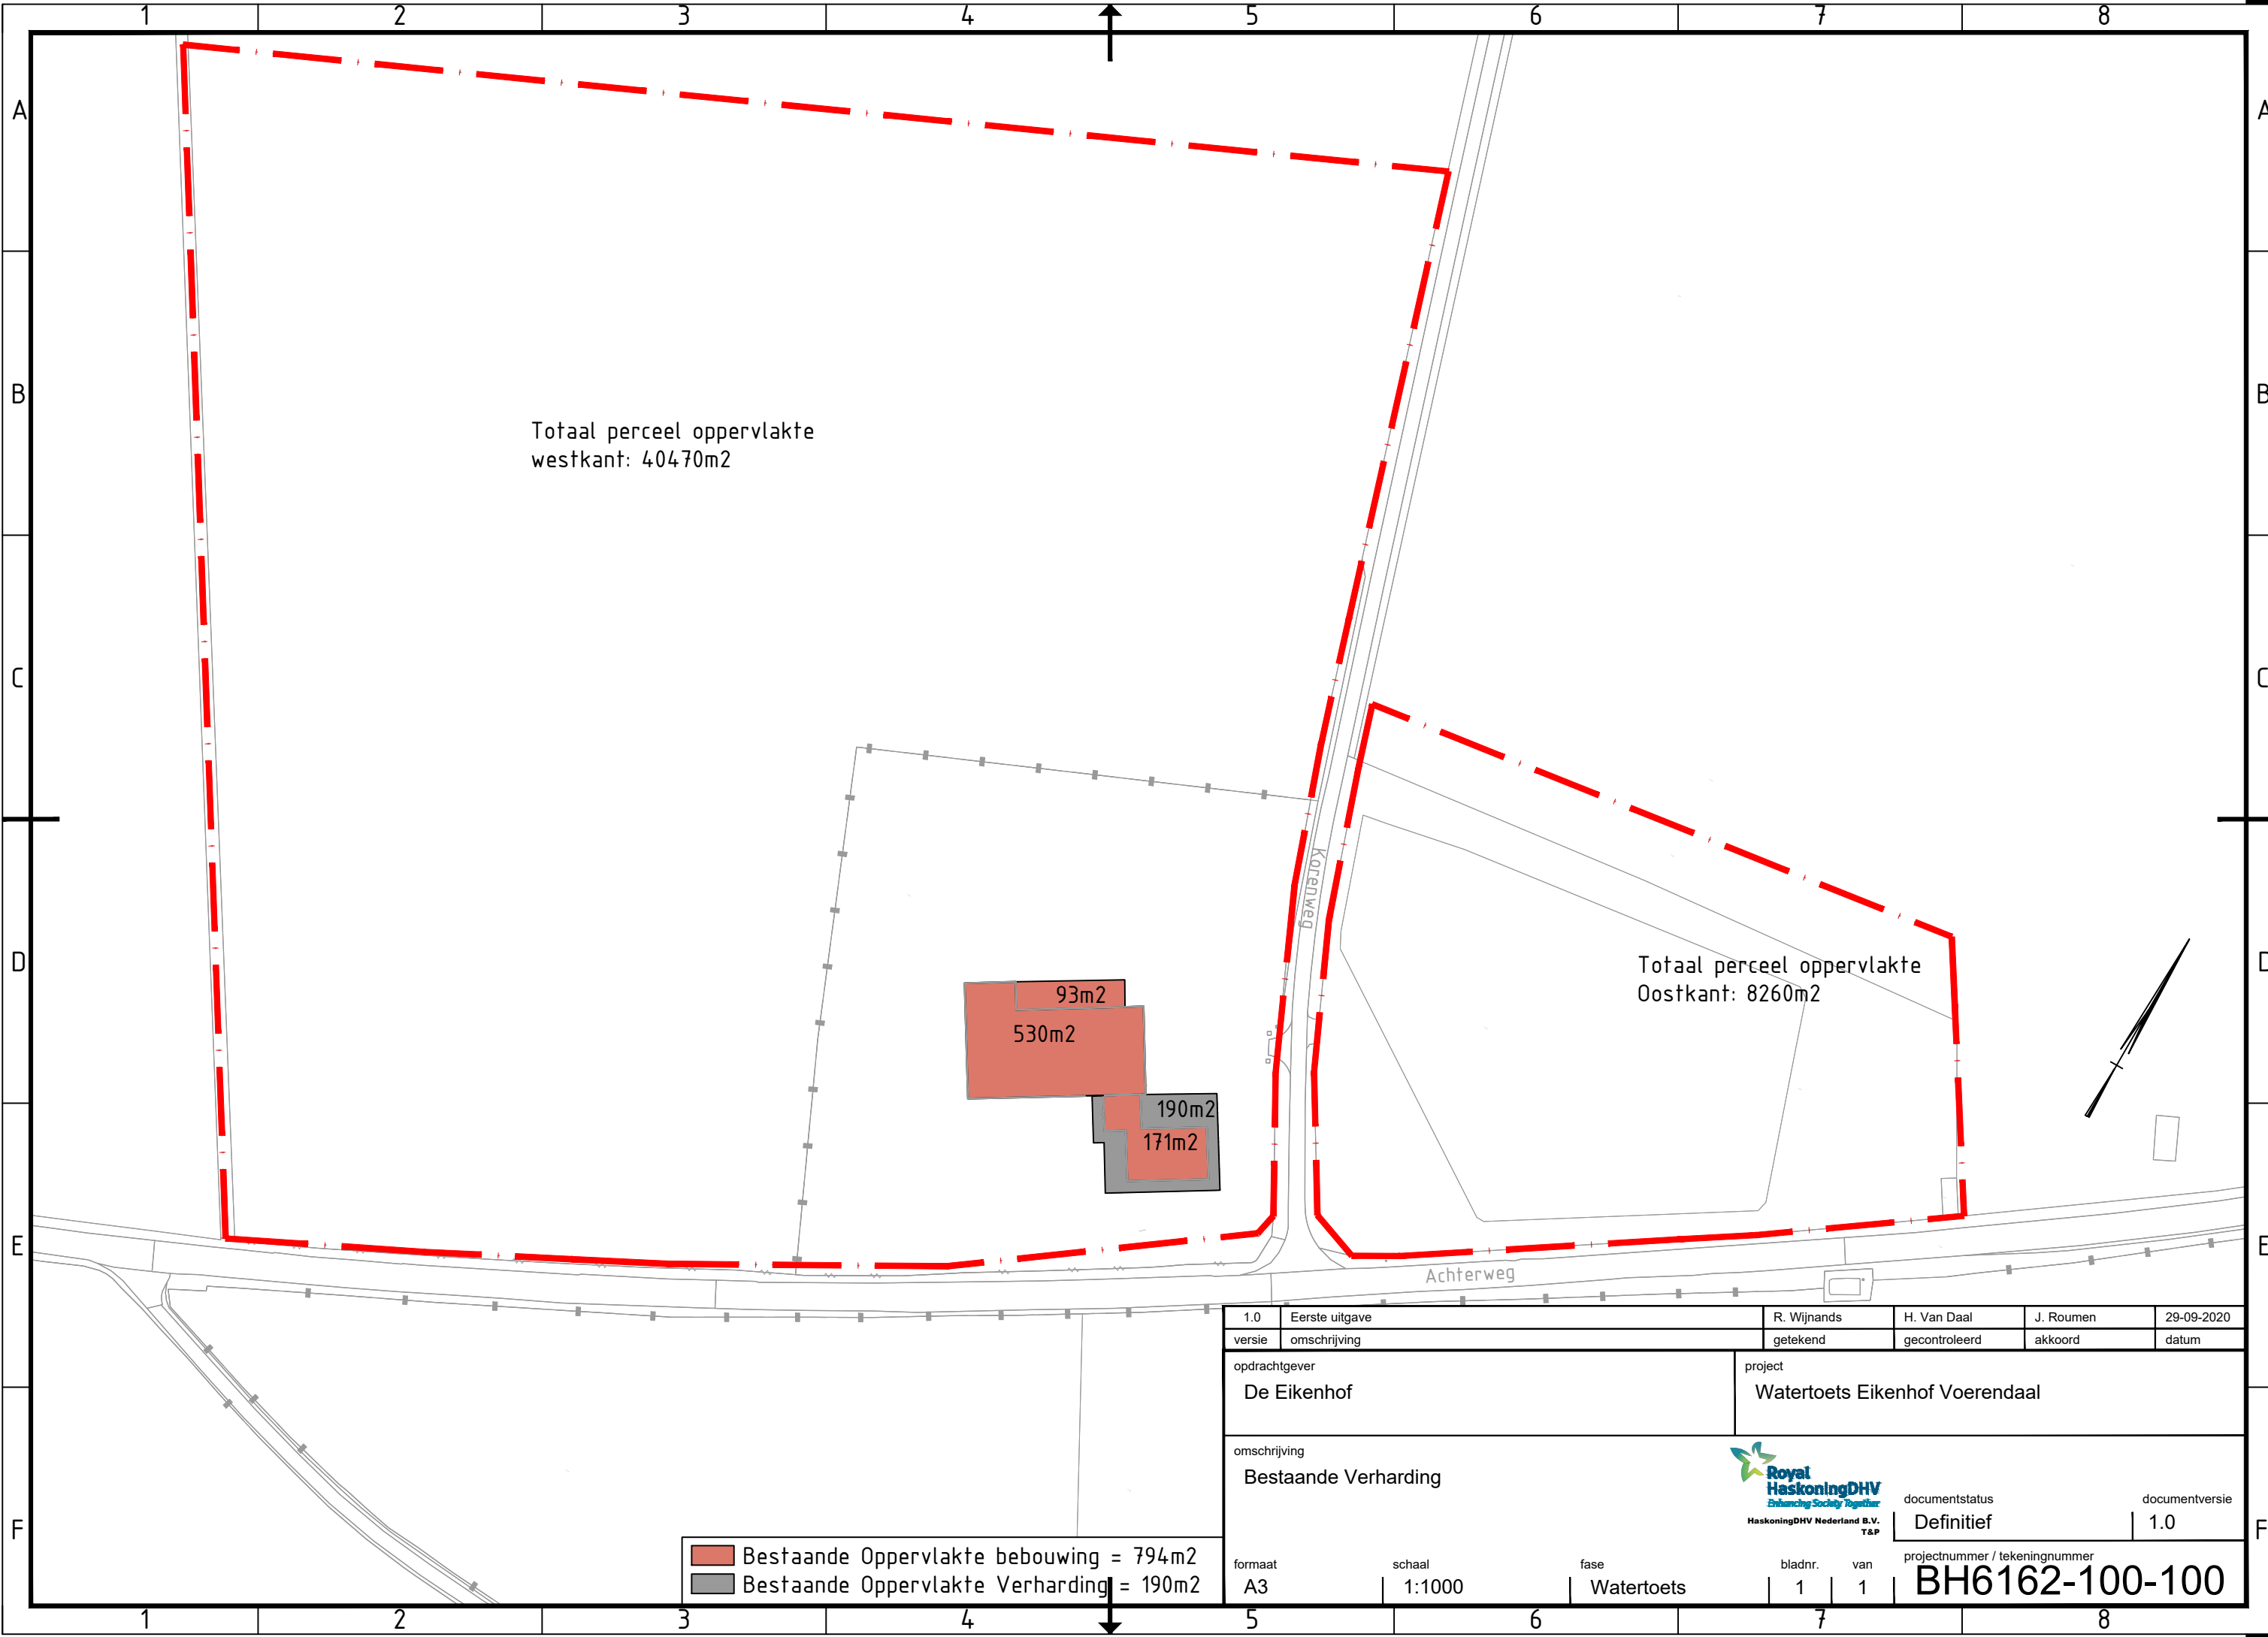 1 2 3 4 5 6 7 8
A A
B B
C C
D D
E E
F F
Totaal perceel oppervlakte
westkant: 40470m2
Korenweg
Totaal perceel oppervlakte
Oostkant: 8260m2
93m2
530m2
190m2
171m2
Achterweg
1.0 Eerste uitgave R. Wijnands H. Van Daal J. Roumen 29-09-2020
versie omschrijving getekend gecontroleerd akkoord datum
opdrachtgever
De Eikenhof
project
Watertoets Eikenhof Voerendaal
omschrijving
Bestaande Verharding
Royal
HaskoningDHV
Enhancing Society Together
HaskoningDHV Nederland B.V.
T&P
documentstatus documentversie
Definitief 1.0
formaat schaal fase bladnr. van projectnummer / tekeningnummer
A3 1:1000 Watertoets 1 1 BH6162-100-100
Bestaande Oppervlakte bebouwing = 794m2
Bestaande Oppervlakte Verharding = 190m2
1 2 3 4 5 6 7 8